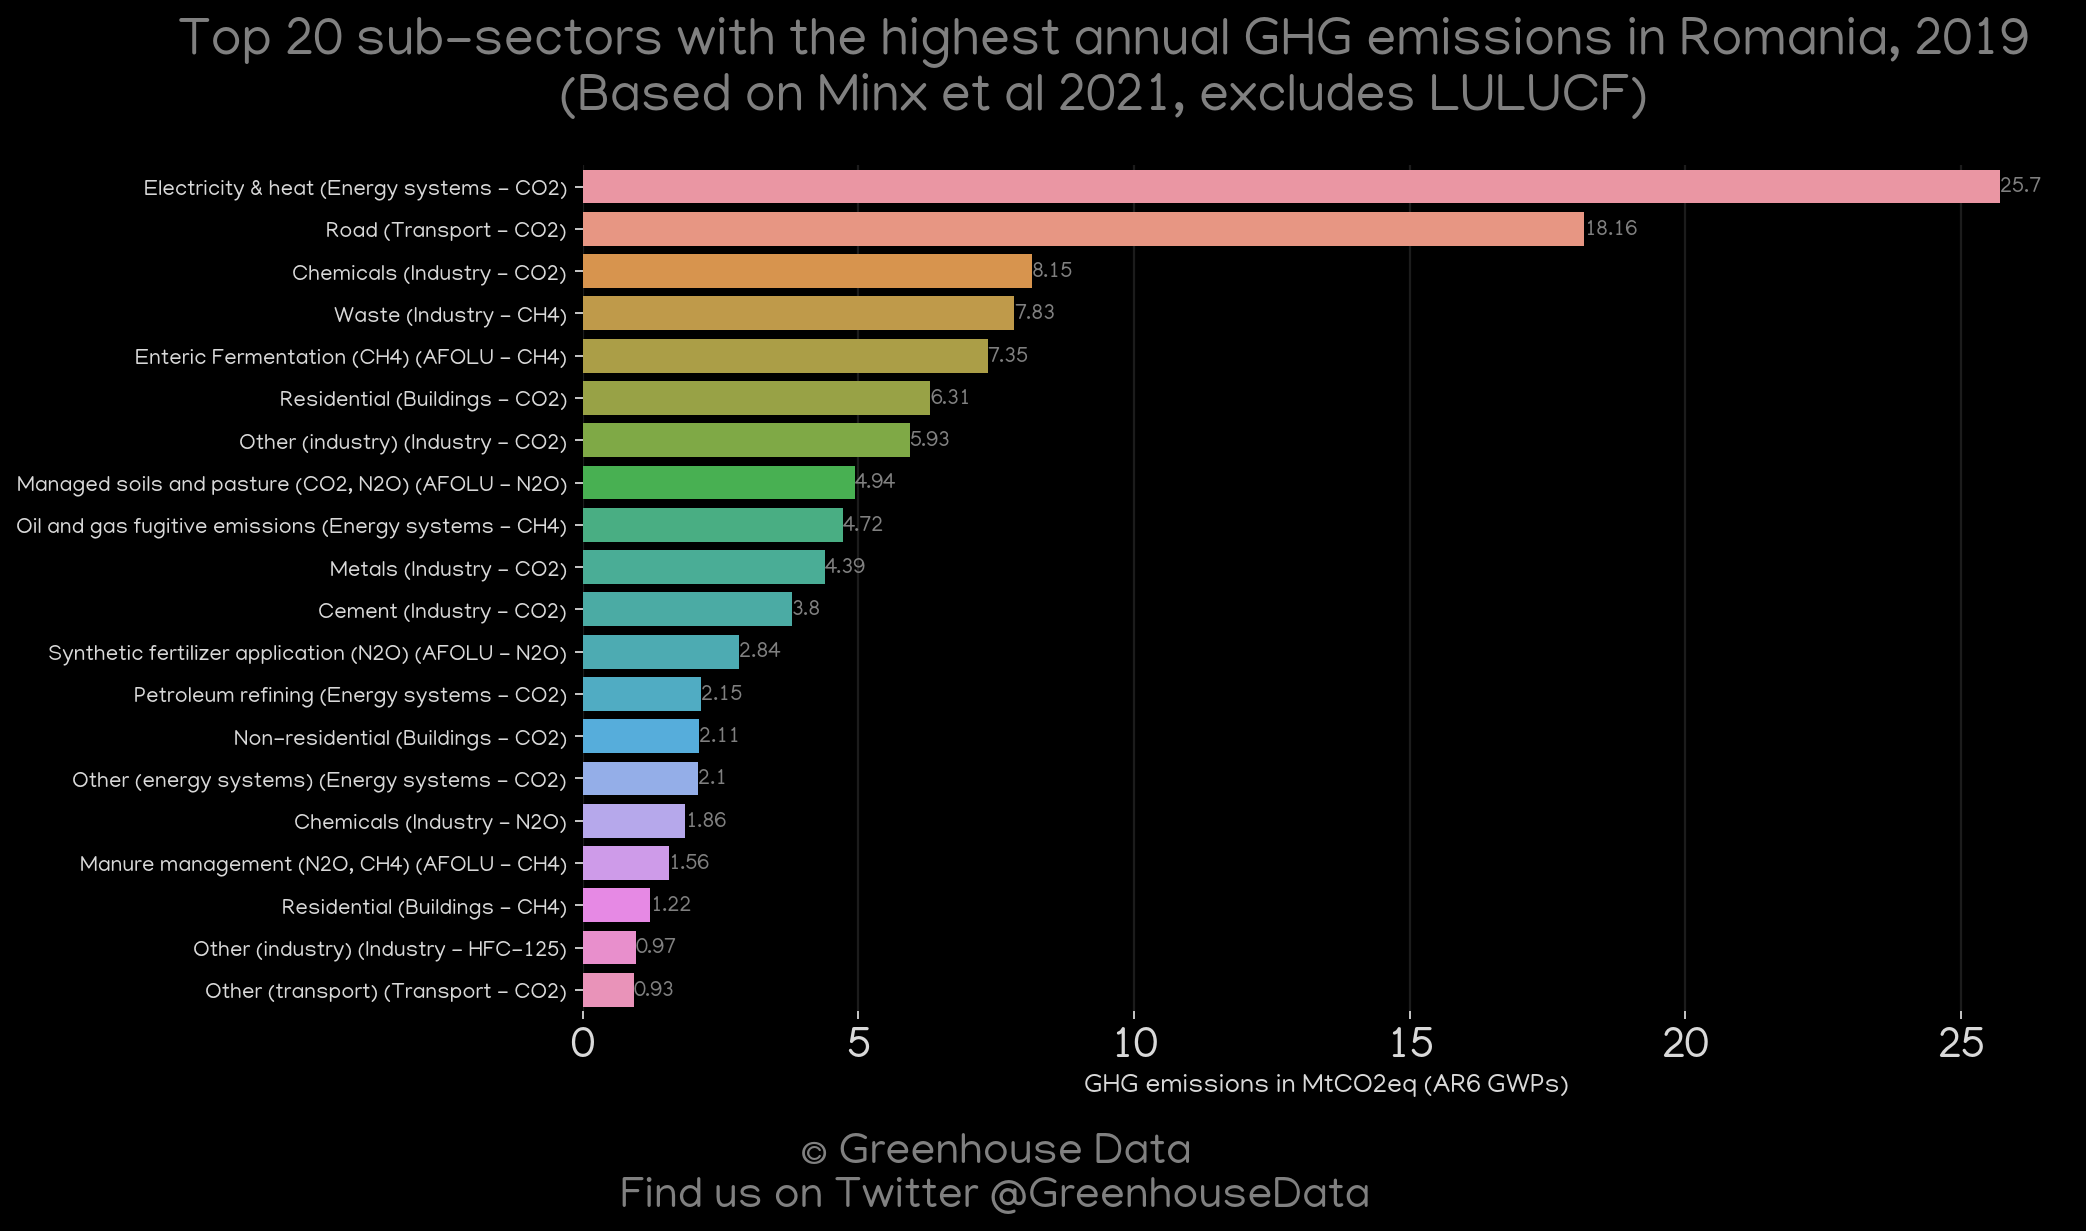 Top 20 sub-sectors with the highest annual GHG emissions in Romania, 2019
(Based on Minx et al 2021, excludes LULUCF)
Electricity & heat (Energy systems - CO2) 25.7
Road (Transport - CO2) 18.16
Chemicals (Industry - CO2) 8.15
Waste (Industry - CH4) 7.83
Enteric Fermentation (CH4) (AFOLU - CH4) 7.35
Residential (Buildings - CO2) 6.31
Other (industry) (Industry - CO2) 5.93
Managed soils and pasture (CO2, N2O) (AFOLU - N2O) 4.94
Oil and gas fugitive emissions (Energy systems - CH4) 4.72
Metals (Industry - CO2) 4.39
Cement (Industry - CO2) 3.8
Synthetic fertilizer application (N2O) (AFOLU - N2O) 2.84
Petroleum refining (Energy systems - CO2) 2.15
Non-residential (Buildings - CO2) 2.11
Other (energy systems) (Energy systems - CO2) 2.1
Chemicals (Industry - N2O) 1.86
Manure management (N2O, CH4) (AFOLU - CH4) 1.56
Residential (Buildings - CH4) 1.22
Other (industry) (Industry - HFC-125) 0.97
Other (transport) (Transport - CO2) 0.93
0 5 10 15 20 25
GHG emissions in MtCO2eq (AR6 GWPs)
© Greenhouse Data
Find us on Twitter @GreenhouseData